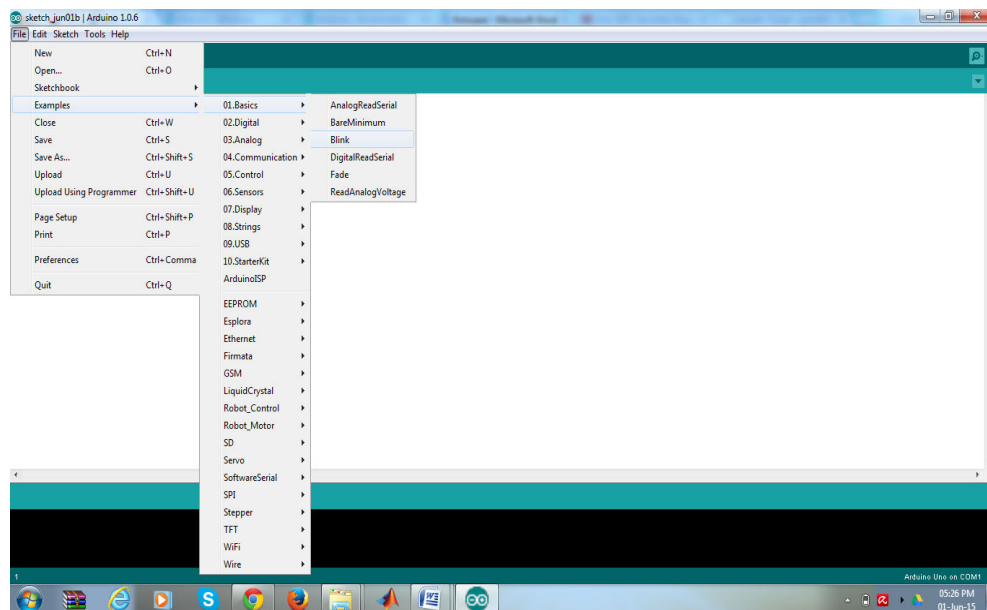 sketch_jun01b | Arduino 1.0.6
File Edit Sketch Tools Help
New Ctrl+N
Open... Ctrl+O
Sketchbook
Examples
Close Ctrl+W
Save Ctrl+S
Save As... Ctrl+Shift+S
Upload Ctrl+U
Upload Using Programmer Ctrl+Shift+U
Page Setup Ctrl+Shift+P
Print Ctrl+P
Preferences Ctrl+Comma
Quit Ctrl+Q
01.Basics
02.Digital
03.Analog
04.Communication
05.Control
06.Sensors
07.Display
08.Strings
09.USB
10.StarterKit
ArduinoISP
EEPROM
Esplora
Ethernet
Firmata
GSM
LiquidCrystal
Robot_Control
Robot_Motor
SD
Servo
SoftwareSerial
SPI
Stepper
TFT
WiFi
Wire
AnalogReadSerial
BareMinimum
Blink
DigitalReadSerial
Fade
ReadAnalogVoltage
1
Arduino Uno on COM1
05:26 PM
01-Jun-15